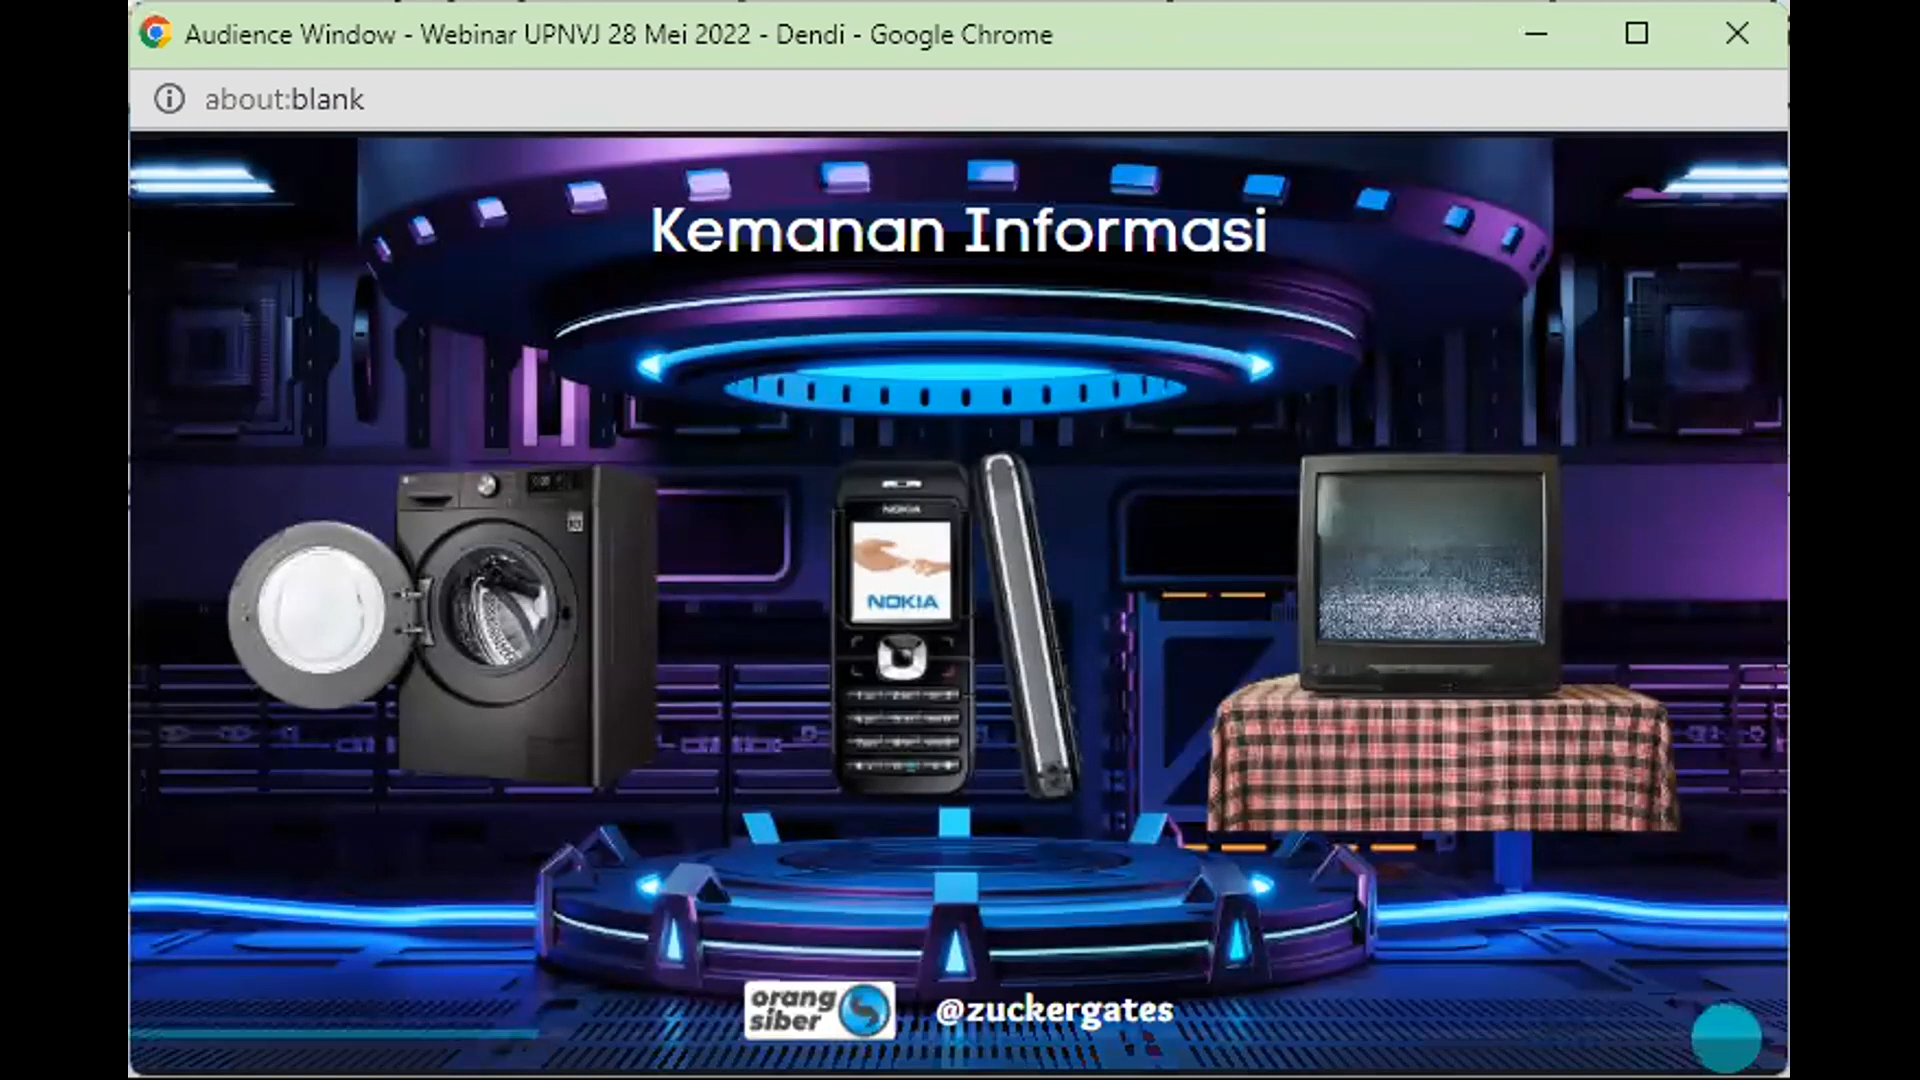 Audience Window - Webinar UPNVJ 28 Mei 2022 - Dendi - Google Chrome
about:blank
Kemanan Informasi
NOKIA
NOKIA
orang
siber
@zuckergates